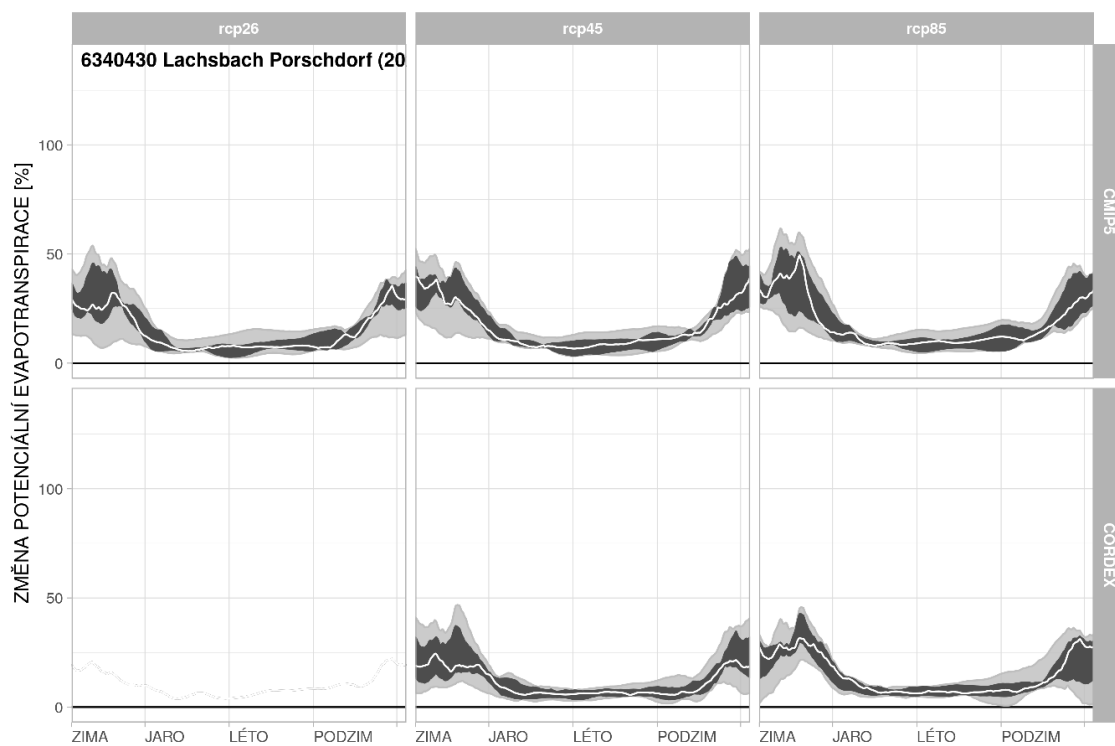 rcp26 rcp45 rcp85
6340430 Lachsbach Porschdorf (20
ZMĚNA POTENCIÁLNÍ EVAPOTRANSPIRACE [%]
100
50
0
CMIP5
100
50
0
CORDEX
ZIMA JARO LÉTO PODZIM ZIMA JARO LÉTO PODZIM ZIMA JARO LÉTO PODZIM